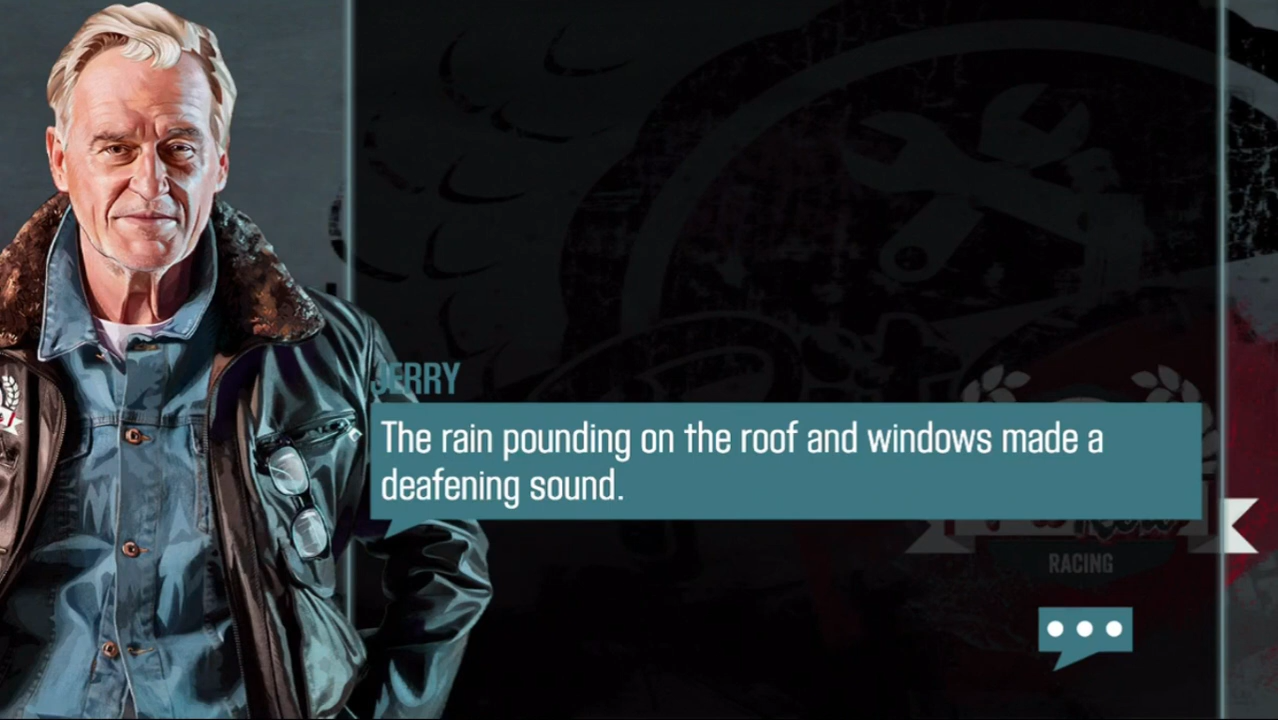 JERRY
The rain pounding on the roof and windows made a
deafening sound.
RACING